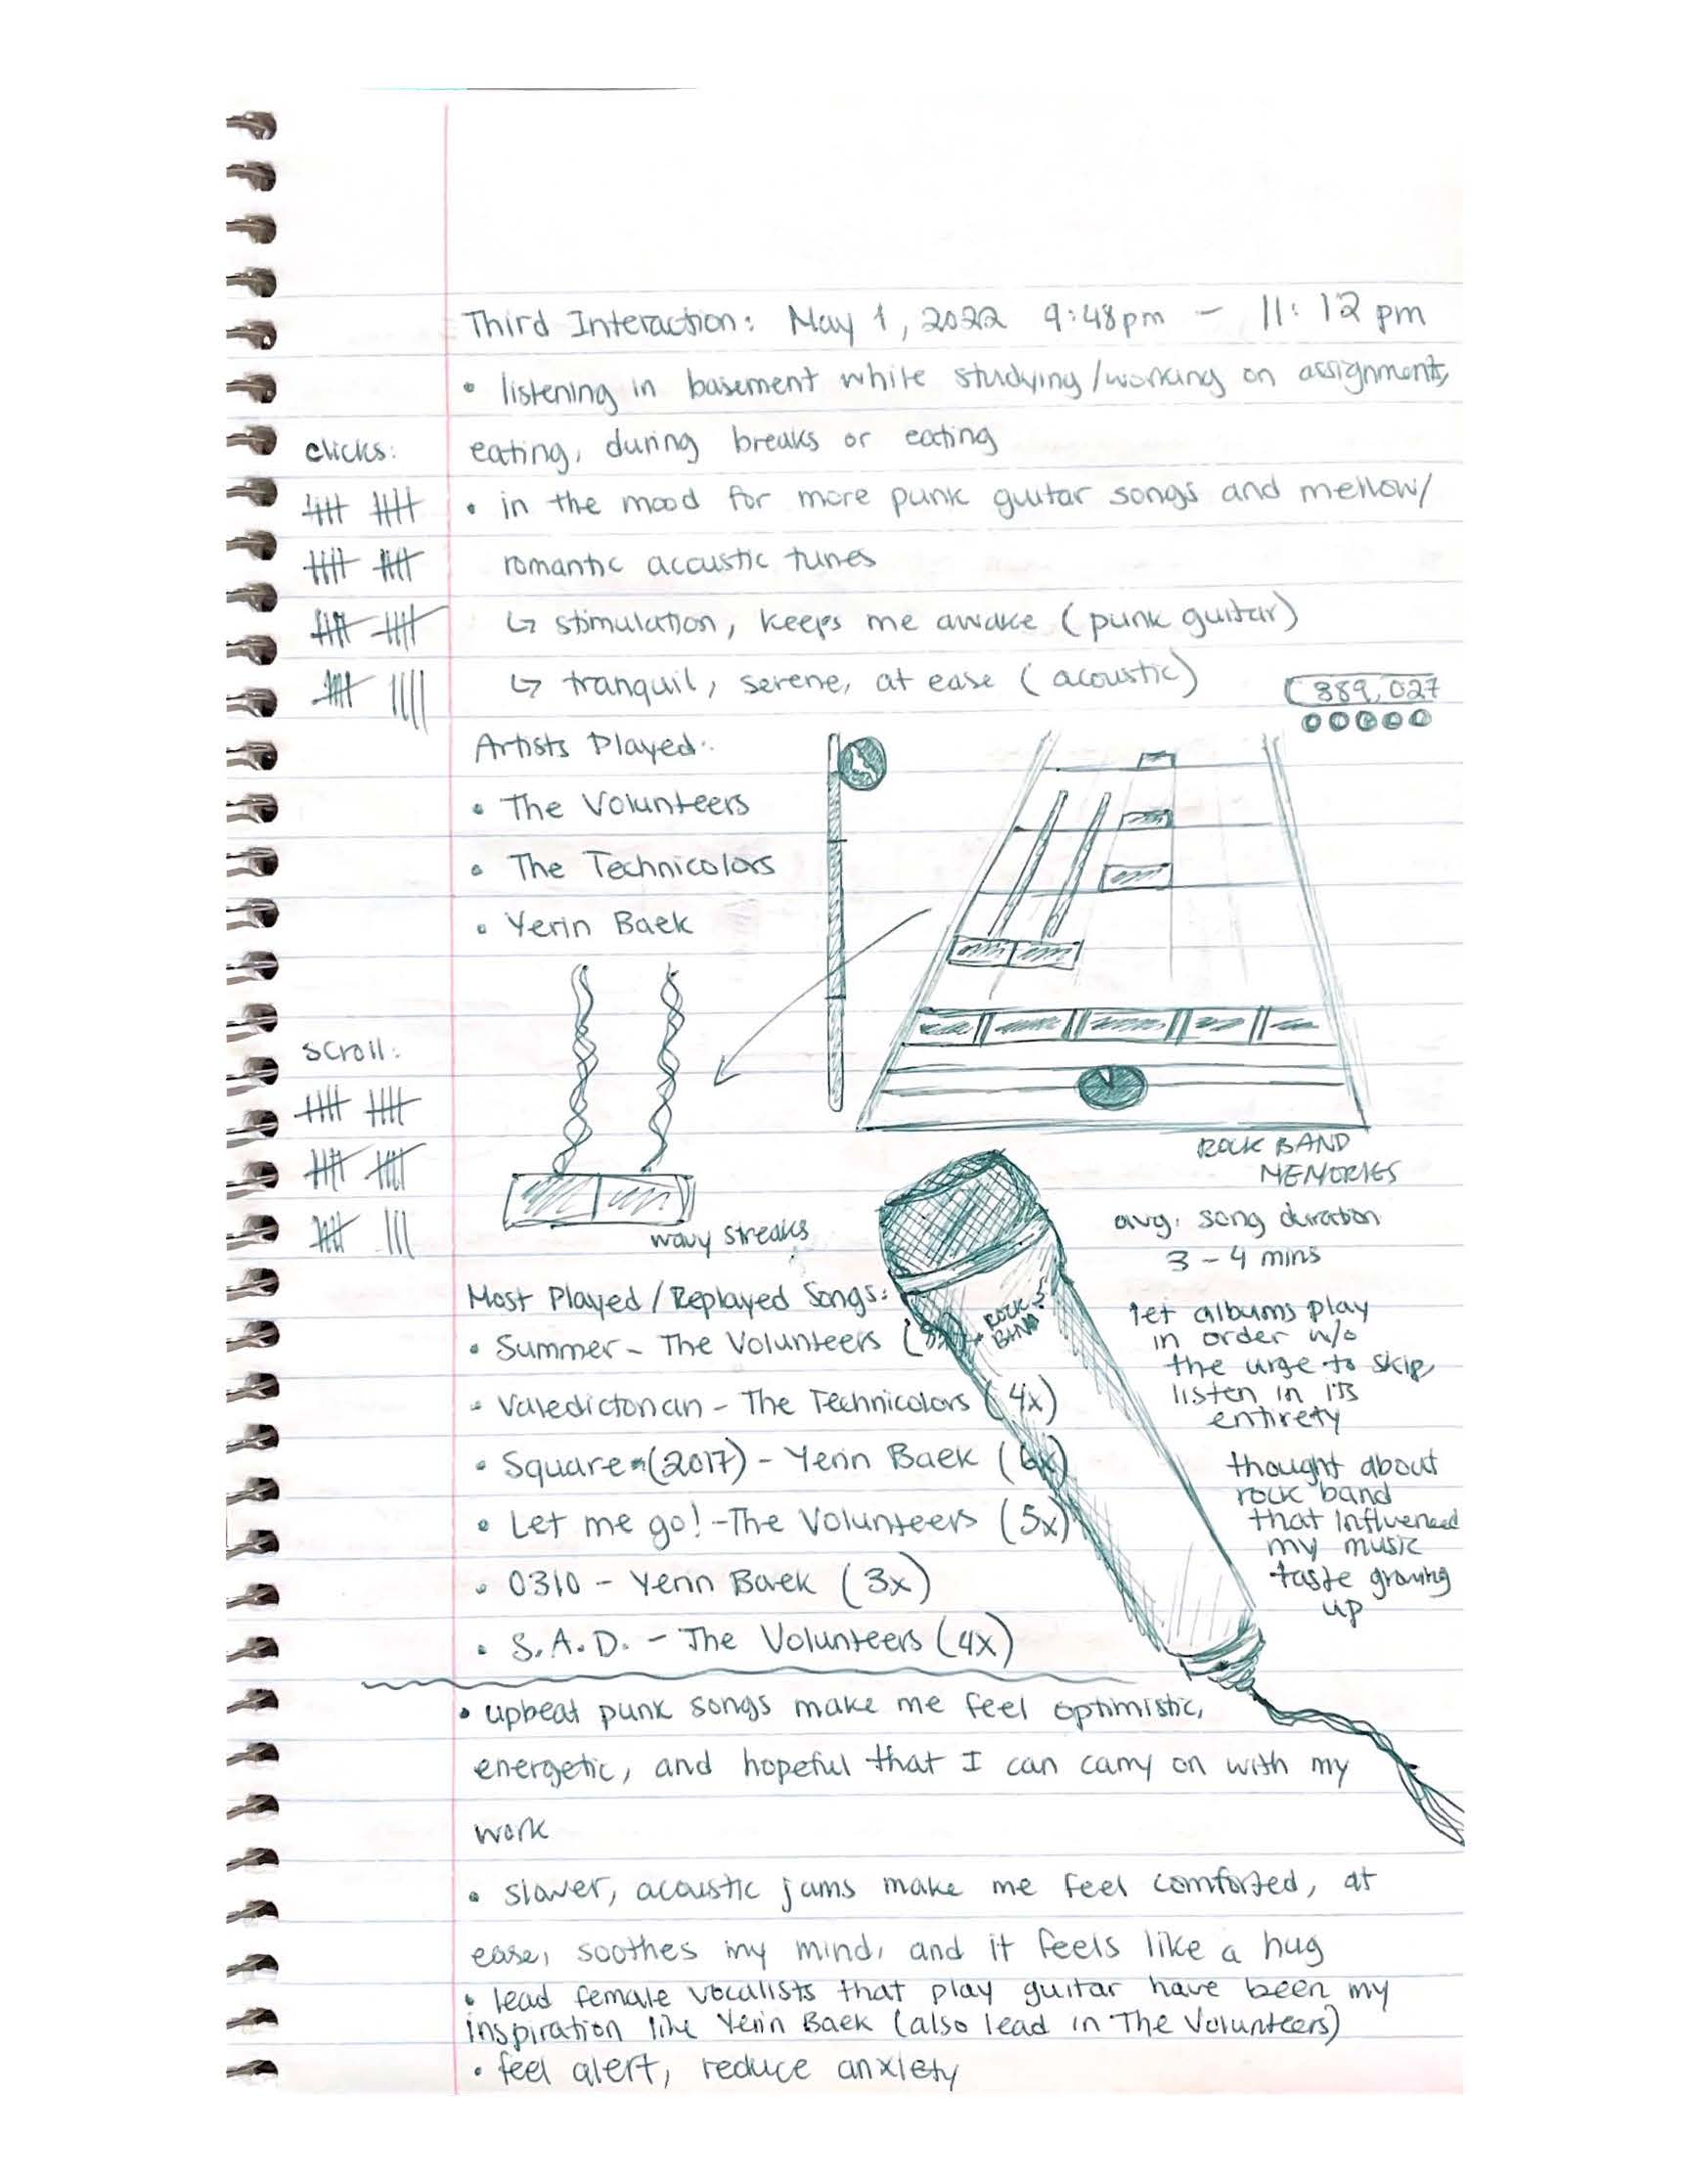 Third Interaction: May 1, 2022 9:48pm - 11:12 pm
• listening in basement while studying/working on assignments,
eating, during breaks or eating
clicks:
• in the mood for more punk guitar songs and mellow/
romantic acoustic tunes
↳ stimulation, keeps me awake (punk guitar)
↳ tranquil, serene, at ease (acoustic)
889,027
Artists Played:
• The Volunteers
• The Technicolors
• Yerin Baek
scroll:
ROCK BAND
MEMORIES
wavy streaks
avg. song duration
3-4 mins
Most Played/Replayed Songs:
• Summer - The Volunteers
• Valedictorian - The Technicolors (4x)
• Square (2017) - Yerin Baek (6x)
• Let me go! - The Volunteers (5x)
• 0310 - Yerin Baek (3x)
• S.A.D. - The Volunteers (4x)
ROCK
BAND
let albums play
in order w/o
the urge to skip,
listen in its
entirety
thought about
rock band
that influenced
my music
taste growing
up
• upbeat punk songs make me feel optimistic,
energetic, and hopeful that I can carry on with my
work
• slower, acoustic jams make me feel comforted, at
ease, soothes my mind, and it feels like a hug
• lead female vocalists that play guitar have been my
inspiration like Yerin Baek (also lead in The Volunteers)
• feel alert, reduce anxiety